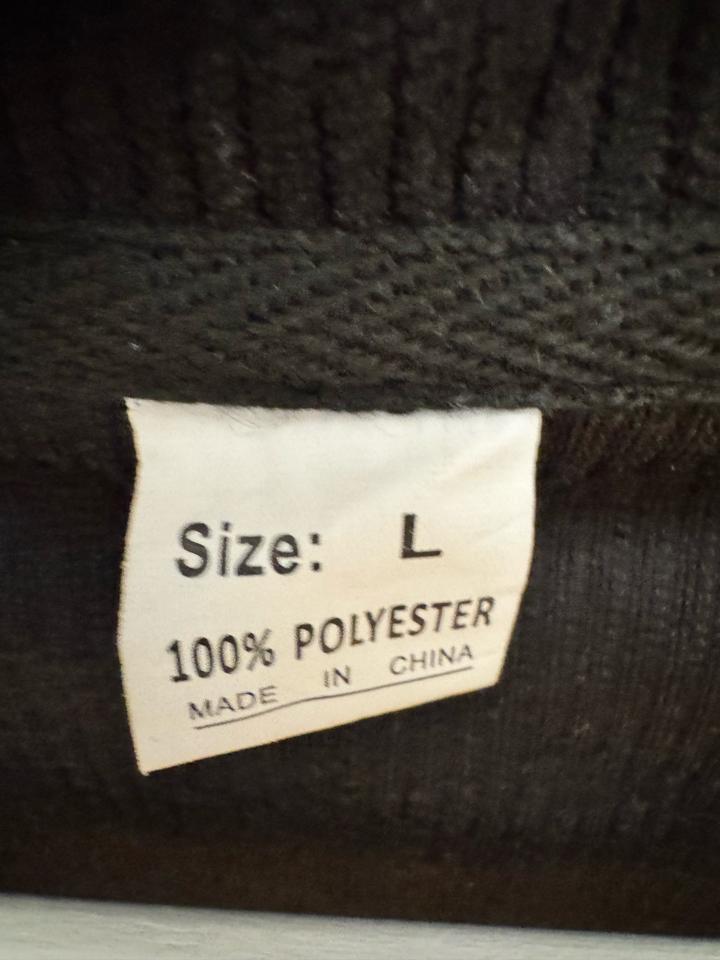 Size: L
100% POLYESTER
MADE IN CHINA